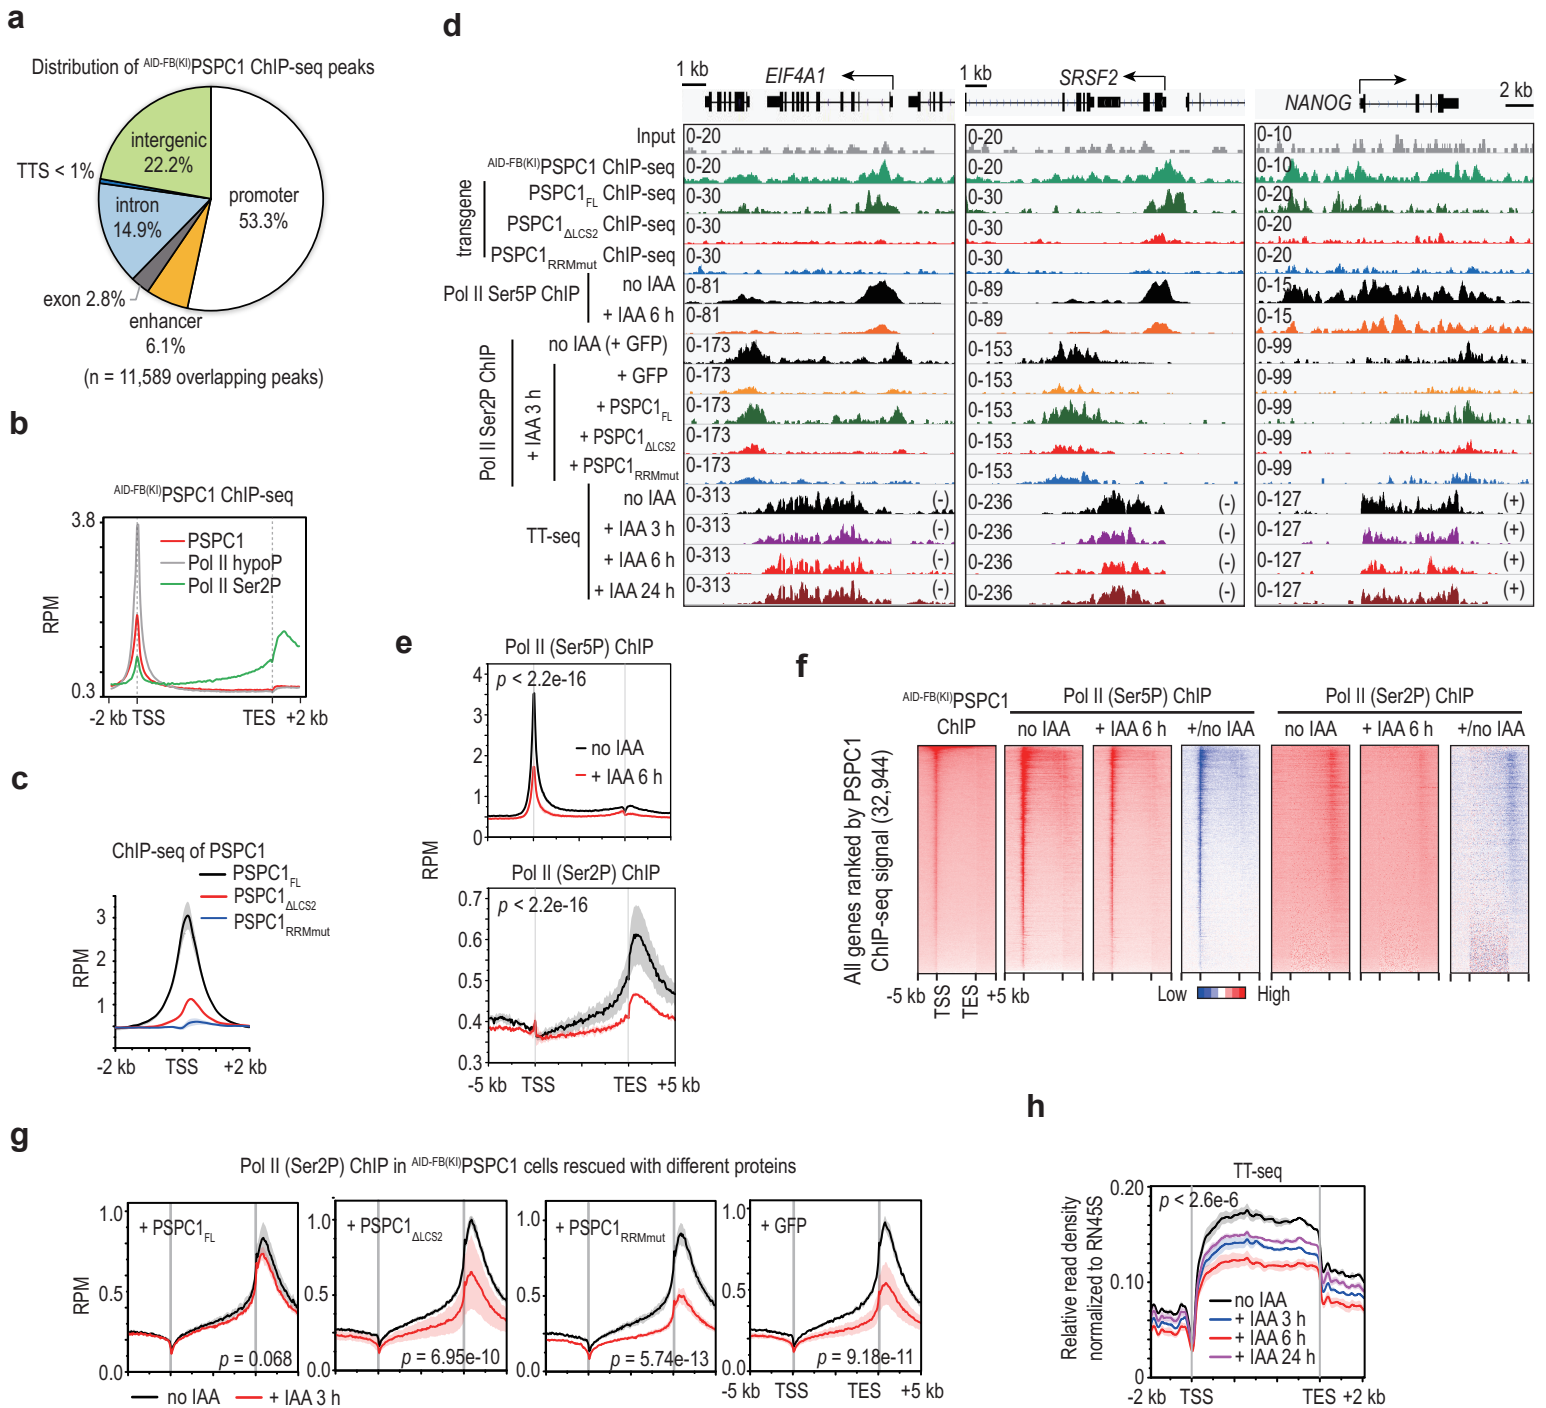 a
Distribution of AID-FB(KI)PSPC1 ChIP-seq peaks
intergenic
22.2%
TTS < 1%
promoter
53.3%
intron
14.9%
exon 2.8%
enhancer
6.1%
(n = 11,589 overlapping peaks)
b
AID-FB(KI)PSPC1 ChIP-seq
3.8
PSPC1
Pol II hypoP
Pol II Ser2P
RPM
0.3
-2 kb TSS TES +2 kb
c
ChIP-seq of PSPC1
PSPC1FL
PSPC1ΔLCS2
PSPC1RRMmut
3
2
1
RPM
-2 kb TSS +2 kb
d
1 kb EIF4A1 1 kb SRSF2 NANOG 2 kb
Input 0-20 0-20 0-10
AID-FB(KI)PSPC1 ChIP-seq 0-20 0-20 0-10
transgene
PSPC1FL ChIP-seq 0-30 0-30 0-20
PSPC1ΔLCS2 ChIP-seq 0-30 0-30 0-20
PSPC1RRMmut ChIP-seq 0-30 0-30 0-20
Pol II Ser5P ChIP
no IAA 0-81 0-89 0-15
+ IAA 6 h 0-81 0-89 0-15
Pol II Ser2P ChIP
no IAA (+ GFP) 0-173 0-153 0-99
+ IAA 3 h
+ GFP 0-173 0-153 0-99
+ PSPC1FL 0-173 0-153 0-99
+ PSPC1ΔLCS2 0-173 0-153 0-99
+ PSPC1RRMmut 0-173 0-153 0-99
TT-seq
no IAA 0-313 (-) 0-236 (-) 0-127 (+)
+ IAA 3 h 0-313 (-) 0-236 (-) 0-127 (+)
+ IAA 6 h 0-313 (-) 0-236 (-) 0-127 (+)
+ IAA 24 h 0-313 (-) 0-236 (-) 0-127 (+)
e
Pol II (Ser5P) ChIP
p < 2.2e-16
4
3
2
1
0
no IAA
+ IAA 6 h
RPM
Pol II (Ser2P) ChIP
p < 2.2e-16
0.7
0.6
0.5
0.4
0.3
-5 kb TSS TES +5 kb
f
AID-FB(KI)PSPC1 ChIP
Pol II (Ser5P) ChIP
Pol II (Ser2P) ChIP
no IAA + IAA 6 h +/no IAA no IAA + IAA 6 h +/no IAA
All genes ranked by PSPC1
ChIP-seq signal (32,944)
-5 kb TSS TES +5 kb
Low High
g
Pol II (Ser2P) ChIP in AID-FB(KI)PSPC1 cells rescued with different proteins
RPM
1.0
0.5
0.0
+ PSPC1FL
p = 0.068
1.0
0.5
0.0
+ PSPC1ΔLCS2
p = 6.95e-10
1.0
0.5
0.0
+ PSPC1RRMmut
p = 5.74e-13
1.0
0.5
0.0
+ GFP
p = 9.18e-11
-5 kb TSS TES +5 kb
no IAA + IAA 3 h
h
TT-seq
Relative read density
normalized to RN45S
0.20
0.10
0
p < 2.6e-6
no IAA
+ IAA 3 h
+ IAA 6 h
+ IAA 24 h
-2 kb TSS TES +2 kb